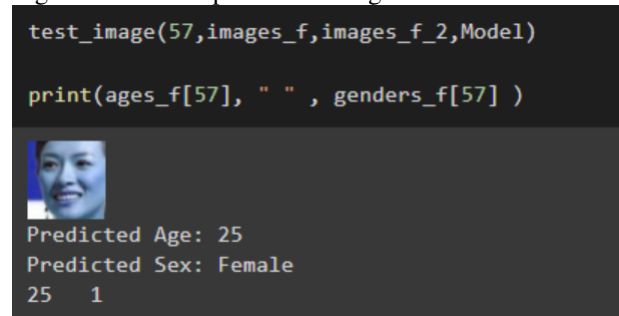 test_image(57,images_f,images_f_2,Model)
print(ages_f[57], " " , genders_f[57] )
Predicted Age: 25
Predicted Sex: Female
25   1